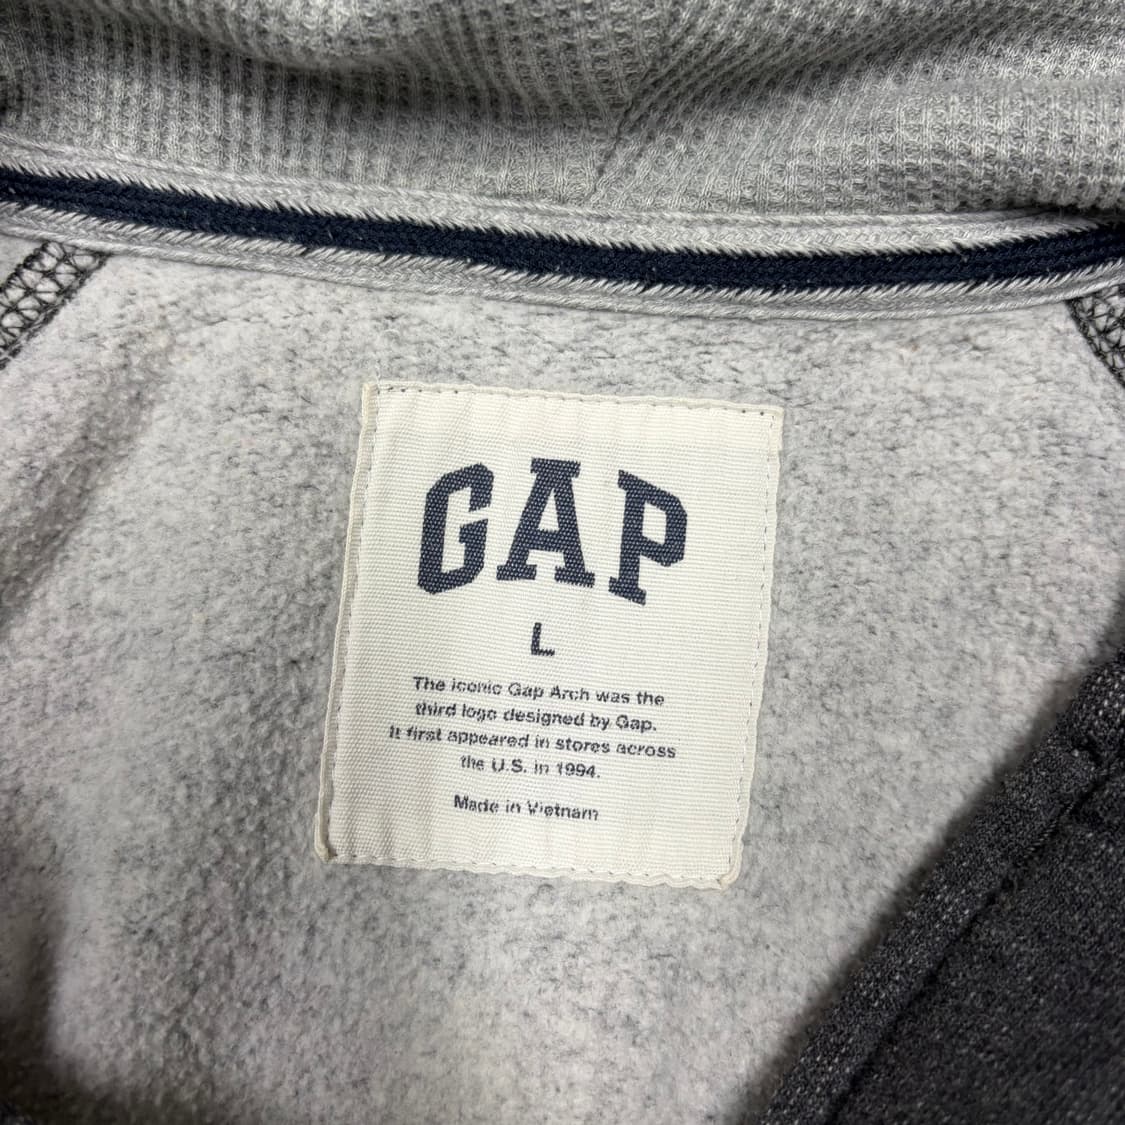 GAP
L
The iconic Gap Arch was the
third logo designed by Gap.
It first appeared in stores across
the U.S. in 1994.
Made in Vietnam